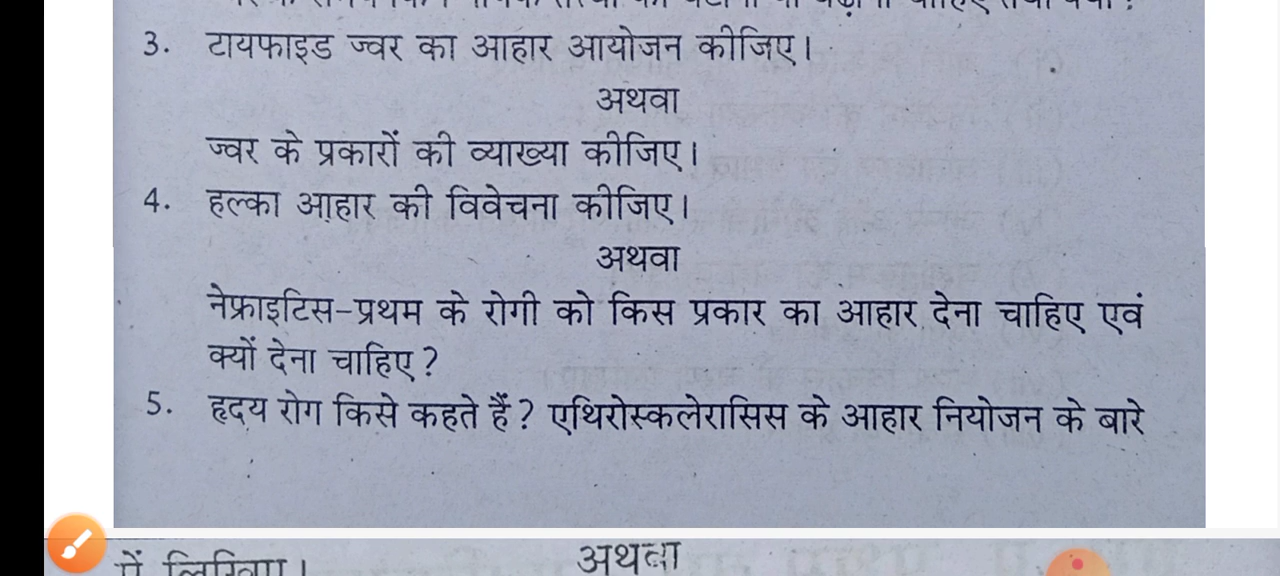 3. टायफाइड ज्वर का आहार आयोजन कीजिए।
अथवा
ज्वर के प्रकारों की व्याख्या कीजिए।
4. हल्का आहार की विवेचना कीजिए।
अथवा
नेफ्राइटिस-प्रथम के रोगी को किस प्रकार का आहार देना चाहिए एवं
क्यों देना चाहिए?
5. हृदय रोग किसे कहते हैं? एथिरोस्कलेरासिस के आहार नियोजन के बारे
में लिखिए।
अथवा